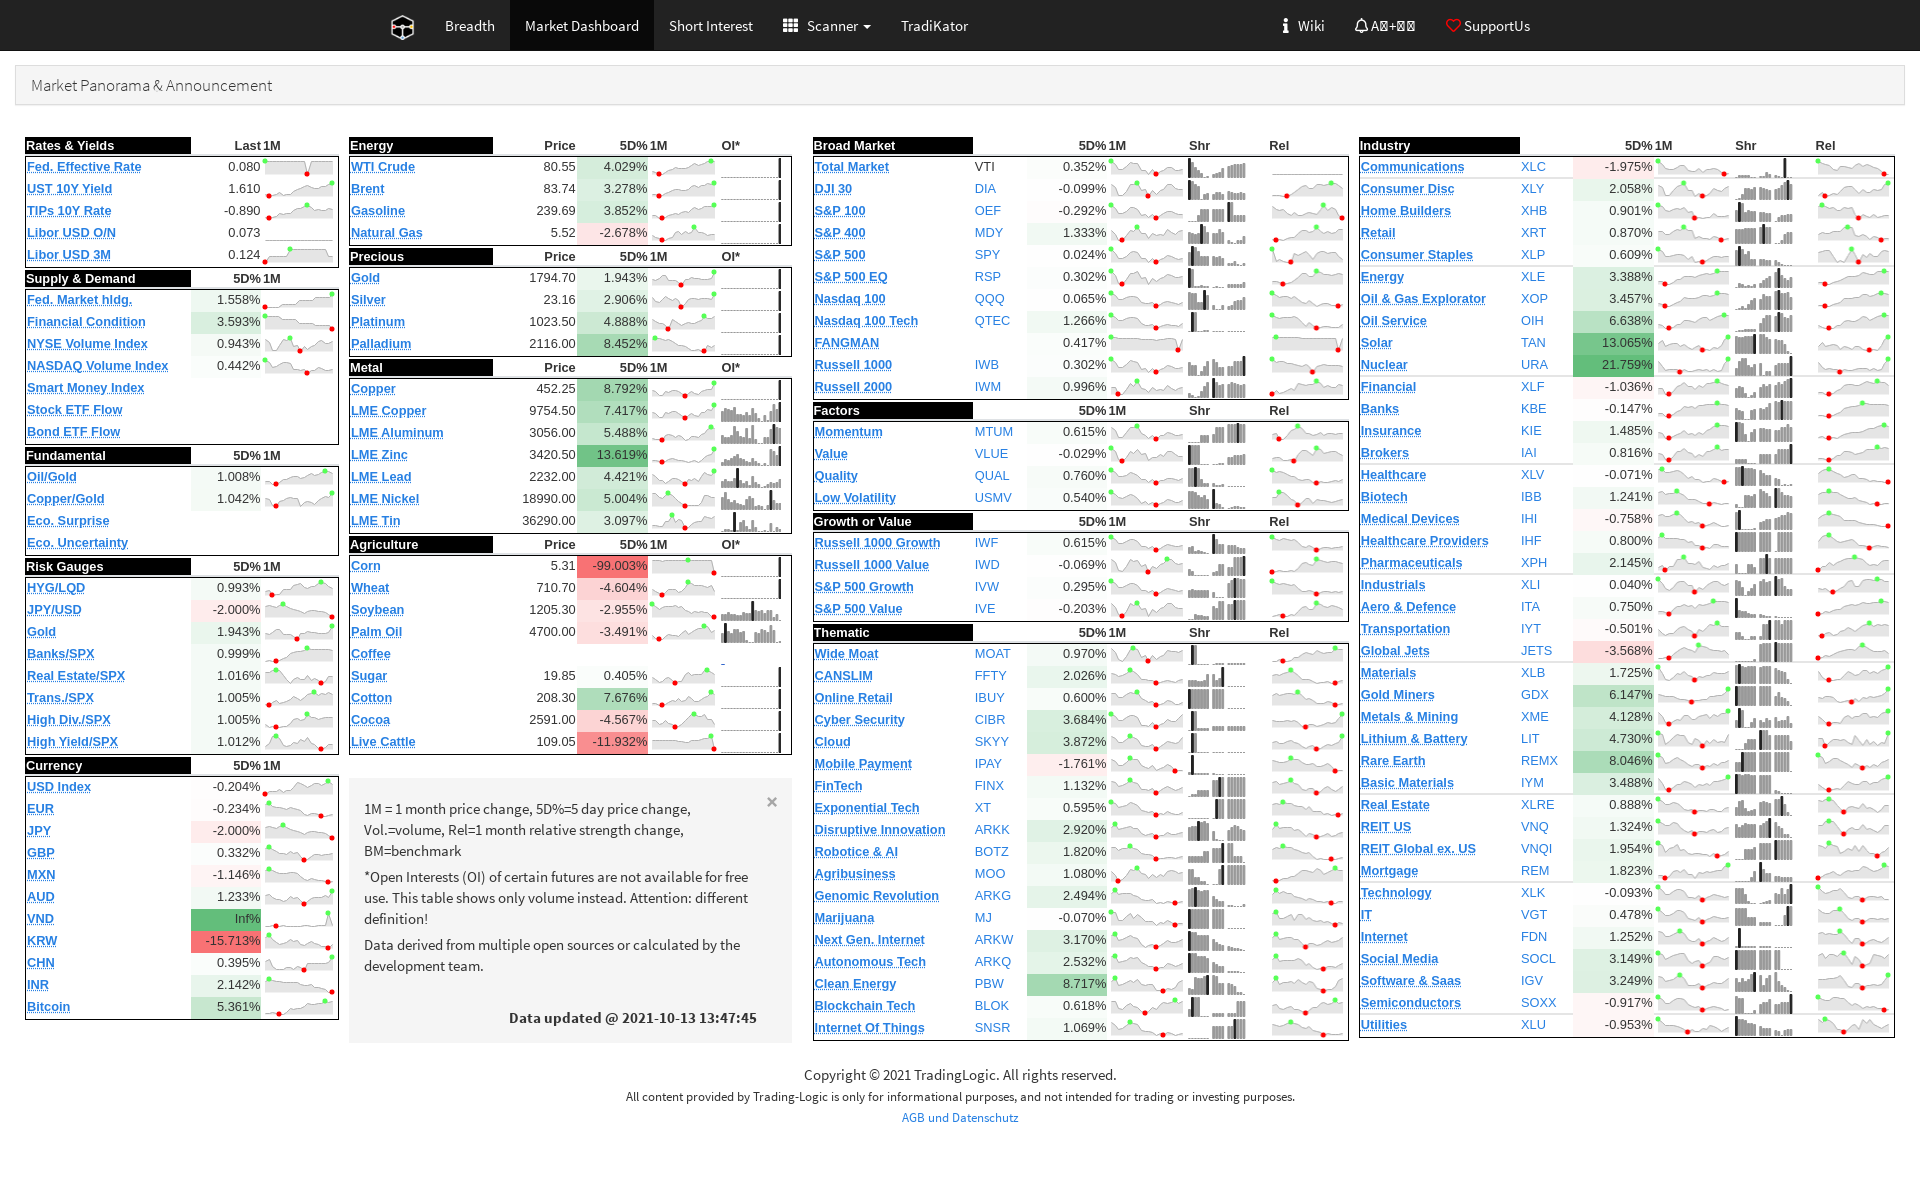 Breadth
Market Dashboard
Short Interest
Scanner
TradiKator
Wiki
SupportUs
Market Panorama & Announcement
Rates & Yields Last 1M
Fed. Effective Rate 0.080
UST 10Y Yield 1.610
TIPs 10Y Rate -0.890
Libor USD O/N 0.073
Libor USD 3M 0.124
Supply & Demand 5D% 1M
Fed. Market hldg. 1.558%
Financial Condition 3.593%
NYSE Volume Index 0.943%
NASDAQ Volume Index 0.442%
Smart Money Index
Stock ETF Flow
Bond ETF Flow
Fundamental 5D% 1M
Oil/Gold 1.008%
Copper/Gold 1.042%
Eco. Surprise
Eco. Uncertainty
Risk Gauges 5D% 1M
HYG/LQD 0.993%
JPY/USD -2.000%
Gold 1.943%
Banks/SPX 0.999%
Real Estate/SPX 1.016%
Trans./SPX 1.005%
High Div./SPX 1.005%
High Yield/SPX 1.012%
Currency 5D% 1M
USD Index -0.204%
EUR -0.234%
JPY -2.000%
GBP 0.332%
MXN -1.146%
AUD 1.233%
VND Inf%
KRW -15.713%
CHN 0.395%
INR 2.142%
Bitcoin 5.361%
Energy Price 5D% 1M OI*
WTI Crude 80.55 4.029%
Brent 83.74 3.278%
Gasoline 239.69 3.852%
Natural Gas 5.52 -2.678%
Precious Price 5D% 1M OI*
Gold 1794.70 1.943%
Silver 23.16 2.906%
Platinum 1023.50 4.888%
Palladium 2116.00 8.452%
Metal Price 5D% 1M OI*
Copper 452.25 8.792%
LME Copper 9754.50 7.417%
LME Aluminum 3056.00 5.488%
LME Zinc 3420.50 13.619%
LME Lead 2232.00 4.421%
LME Nickel 18990.00 5.004%
LME Tin 36290.00 3.097%
Agriculture Price 5D% 1M OI*
Corn 5.31 -99.003%
Wheat 710.70 -4.604%
Soybean 1205.30 -2.955%
Palm Oil 4700.00 -3.491%
Coffee -
Sugar 19.85 0.405%
Cotton 208.30 7.676%
Cocoa 2591.00 -4.567%
Live Cattle 109.05 -11.932%
×
1M = 1 month price change, 5D%=5 day price change,
Vol.=volume, Rel=1 month relative strength change,
BM=benchmark
*Open Interests (OI) of certain futures are not available for free
use. This table shows only volume instead. Attention: different
definition!
Data derived from multiple open sources or calculated by the
development team.
Data updated @ 2021-10-13 13:47:45
Broad Market 5D% 1M Shr Rel
Total Market VTI 0.352%
DJI 30 DIA -0.099%
S&P 100 OEF -0.292%
S&P 400 MDY 1.333%
S&P 500 SPY 0.024%
S&P 500 EQ RSP 0.302%
Nasdaq 100 QQQ 0.065%
Nasdaq 100 Tech QTEC 1.266%
FANGMAN 0.417%
Russell 1000 IWB 0.302%
Russell 2000 IWM 0.996%
Factors 5D% 1M Shr Rel
Momentum MTUM 0.615%
Value VLUE -0.029%
Quality QUAL 0.760%
Low Volatility USMV 0.540%
Growth or Value 5D% 1M Shr Rel
Russell 1000 Growth IWF 0.615%
Russell 1000 Value IWD -0.069%
S&P 500 Growth IVW 0.295%
S&P 500 Value IVE -0.203%
Thematic 5D% 1M Shr Rel
Wide Moat MOAT 0.970%
CANSLIM FFTY 2.026%
Online Retail IBUY 0.600%
Cyber Security CIBR 3.684%
Cloud SKYY 3.872%
Mobile Payment IPAY -1.761%
FinTech FINX 1.132%
Exponential Tech XT 0.595%
Disruptive Innovation ARKK 2.920%
Robotice & AI BOTZ 1.820%
Agribusiness MOO 1.080%
Genomic Revolution ARKG 2.494%
Marijuana MJ -0.070%
Next Gen. Internet ARKW 3.170%
Autonomous Tech ARKQ 2.532%
Clean Energy PBW 8.717%
Blockchain Tech BLOK 0.618%
Internet Of Things SNSR 1.069%
Industry 5D% 1M Shr Rel
Communications XLC -1.975%
Consumer Disc XLY 2.058%
Home Builders XHB 0.901%
Retail XRT 0.870%
Consumer Staples XLP 0.609%
Energy XLE 3.388%
Oil & Gas Explorator XOP 3.457%
Oil Service OIH 6.638%
Solar TAN 13.065%
Nuclear URA 21.759%
Financial XLF -1.036%
Banks KBE -0.147%
Insurance KIE 1.485%
Brokers IAI 0.816%
Healthcare XLV -0.071%
Biotech IBB 1.241%
Medical Devices IHI -0.758%
Healthcare Providers IHF 0.800%
Pharmaceuticals XPH 2.145%
Industrials XLI 0.040%
Aero & Defence ITA 0.750%
Transportation IYT -0.501%
Global Jets JETS -3.568%
Materials XLB 1.725%
Gold Miners GDX 6.147%
Metals & Mining XME 4.128%
Lithium & Battery LIT 4.730%
Rare Earth REMX 8.046%
Basic Materials IYM 3.488%
Real Estate XLRE 0.888%
REIT US VNQ 1.324%
REIT Global ex. US VNQI 1.954%
Mortgage REM 1.823%
Technology XLK -0.093%
IT VGT 0.478%
Internet FDN 1.252%
Social Media SOCL 3.149%
Software & Saas IGV 3.249%
Semiconductors SOXX -0.917%
Utilities XLU -0.953%
Copyright © 2021 TradingLogic. All rights reserved.
All content provided by Trading-Logic is only for informational purposes, and not intended for trading or investing purposes.
AGB und Datenschutz